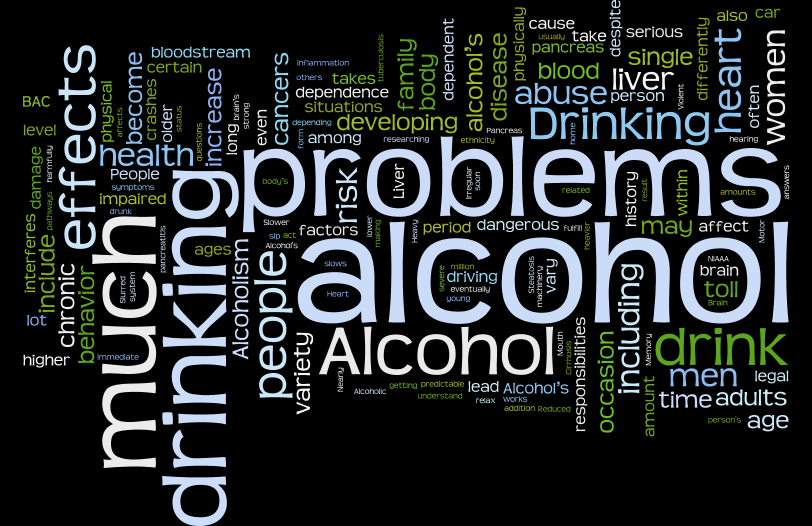 cause
also
car
despite
physically
usually
take
serious
differently
pancreas
dependent
alcohol's
disease
single
heart
women
bloodstream
certain
inflammation
others
takes
tuberculosis
family
body
blood
liver
effects
become
crashes
increase
cancers
dependence
abuse
person
Violent
often
BAC
level
physical
affects
older
status
long
brain's
strong
even
situations
developing
depending
form
among
researching
Pancreas
ethnicity
Drinking
home
hearing
damage
harmfully
health
questions
problems
People
symptoms
impaired
drunk
body's
risk
Liver
Irregular
soon
related
history
result
within
amounts
answers
interferes
pathways
include
much
drinking
Slower
sip
act
Alcohol's
factors
lower
making
Heavy
period
dangerous
fulfill
heavier
may
affect
Motor
ages
pancreatitis
chronic
behavior
Slurred
system
Alcoholism
people
alcohol
slows
Heart
severe
million
driving
eventually
young
Steatosis
machinery
vary
NIAAA
brain
toll
Brain
lot
higher
immediate
variety
Alcohol
Mouth
Cirrhosis
responsibilities
occasion
including
Memory
drink
men
legal
Nearly
Alcoholic
getting
predictable
understand
lead
relax
Alcohol's
works
addition
Reduced
amount
time
adults
person's
age